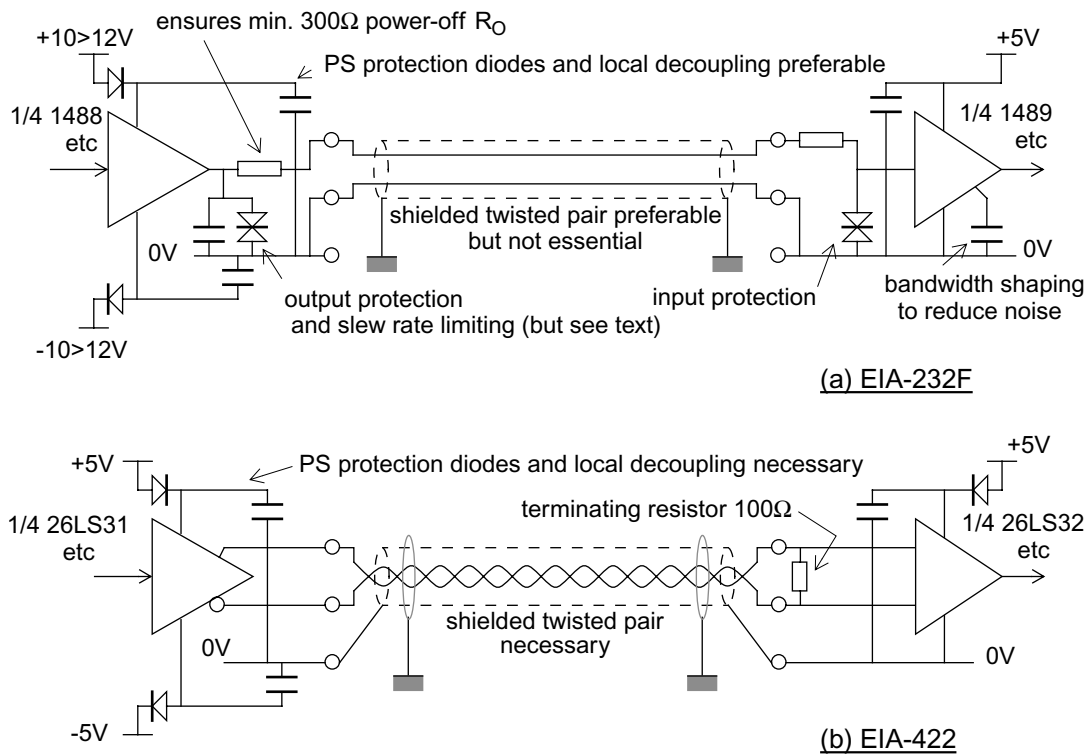 ensures min. 300Ω power-off RO
+10>12V
PS protection diodes and local decoupling preferable
+5V
1/4 1488
etc
1/4 1489
etc
shielded twisted pair preferable
but not essential
0V
0V
output protection
and slew rate limiting (but see text)
input protection
bandwidth shaping
to reduce noise
-10>12V
(a) EIA-232F
+5V
PS protection diodes and local decoupling necessary
+5V
terminating resistor 100Ω
1/4 26LS31
etc
1/4 26LS32
etc
shielded twisted pair
necessary
0V
0V
-5V
(b) EIA-422